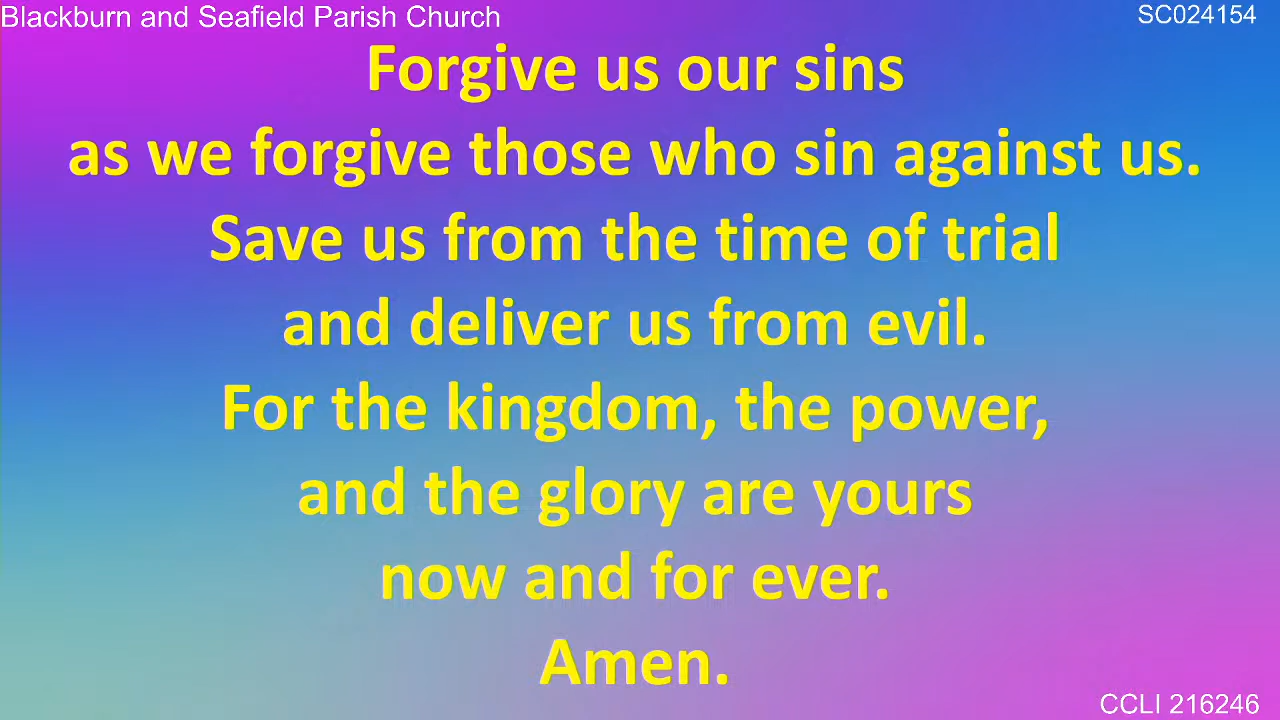 Blackburn and Seafield Parish Church
SC024154
Forgive us our sins
as we forgive those who sin against us.
Save us from the time of trial
and deliver us from evil.
For the kingdom, the power,
and the glory are yours
now and for ever.
Amen.
CCLI 216246